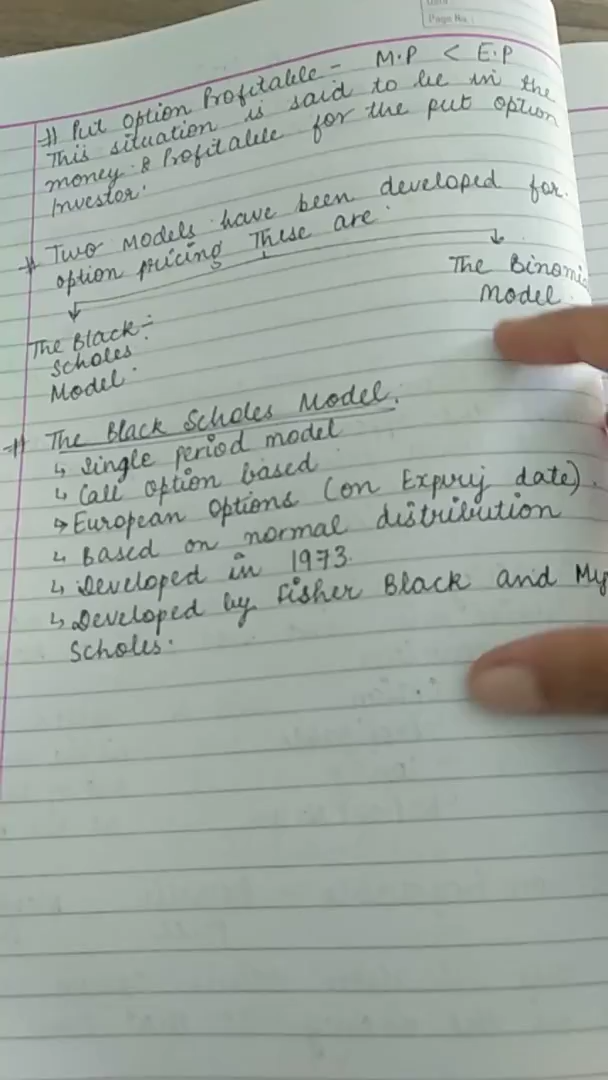 Page No.:
# Put Option Profitable - M.P < E.P
This situation is said to be in the
money & Profitable for the put option
Investor.
# Two models have been developed for
option pricing These are.
The Black-
Scholes.
Model.
The Binomi
Model.
# The Black Scholes Model.
↳ Single period model
↳ Call option based
→ European Options (on Expiry date).
↳ Based on normal distribution
↳ Developed in 1973.
↳ Developed by Fisher Black and My
Scholes.